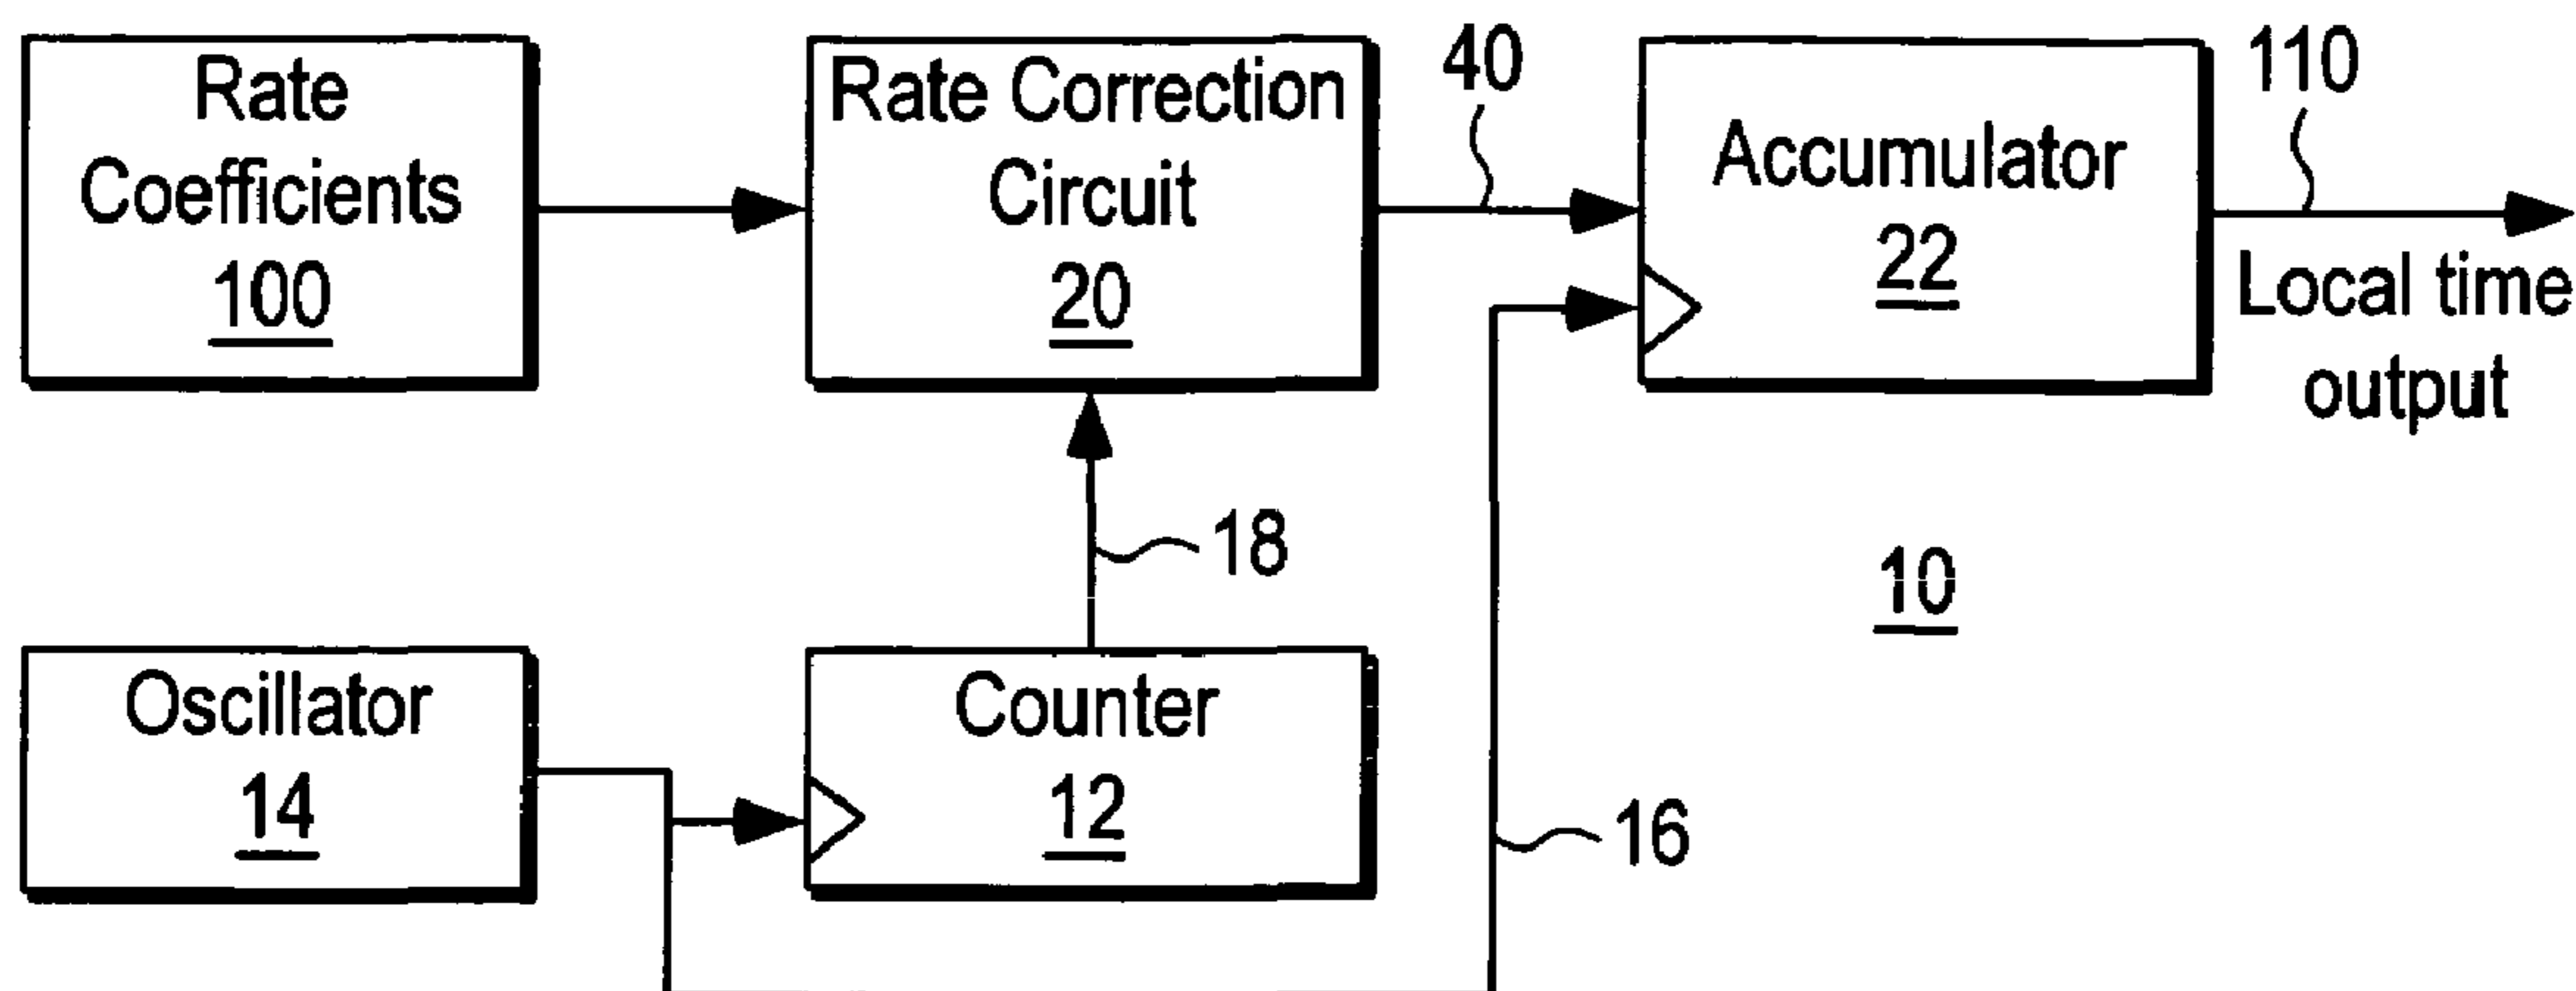 Rate
Coefficients
100
Rate Correction
Circuit
20
40
Accumulator
22
110
Local time
output
18
10
Oscillator
14
Counter
12
16